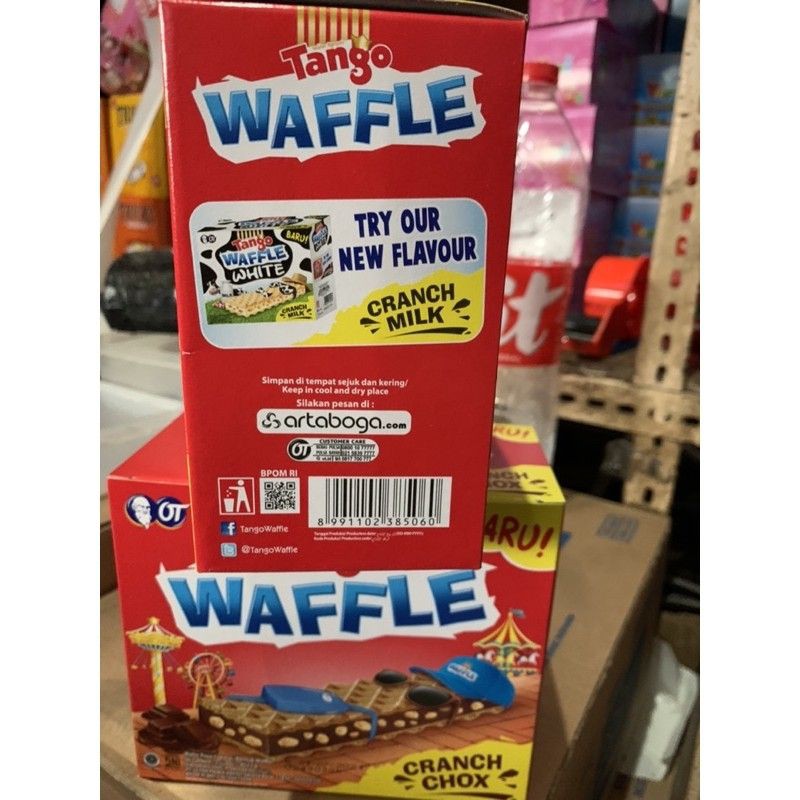 Tango
WAFFLE
TRY OUR
NEW FLAVOUR
CRANCH
MILK
BARU!
Tango
WAFFLE
WHITE
CRANCH
MILK
Simpan di tempat sejuk dan kering/
Keep in cool and dry place
Silakan pesan di :
artaboga.com
CUSTOMER CARE
OT
BPOM RI
TangoWaffle
@TangoWaffle
8 991102 385060
OT
RU!
BARU!
WAFFLE
WAFFLE
CRANCH
CHOX